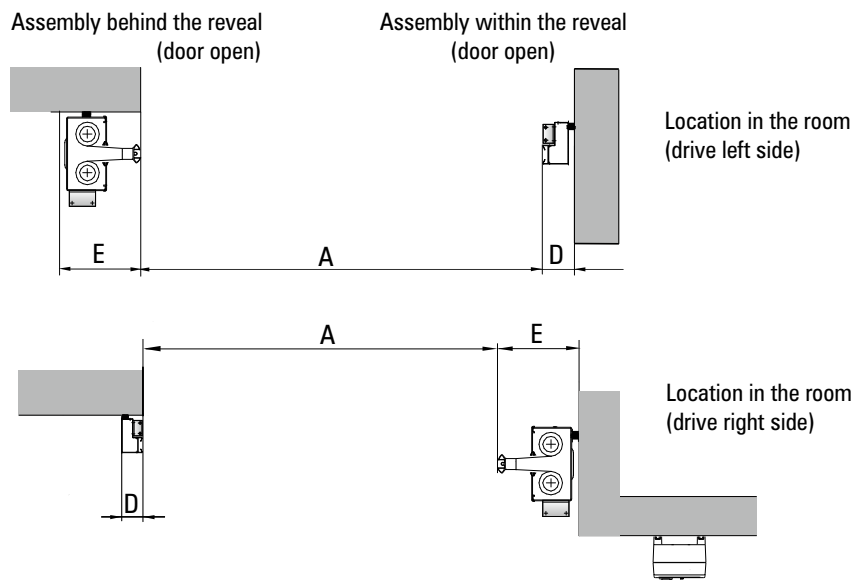 Assembly behind the reveal
(door open)
Assembly within the reveal
(door open)
Location in the room
(drive left side)
E
A
D
A
E
Location in the room
(drive right side)
D